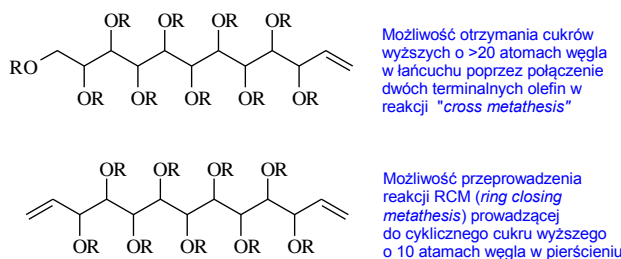 OR OR OR OR
RO
OR OR OR OR OR
Możliwość otrzymania cukrów
wyższych o >20 atomach węgla
w łańcuchu poprzez połączenie
dwóch terminalnych olefin w
reakcji "cross metathesis"
OR OR OR OR
OR OR OR OR OR
Możliwość przeprowadzenia
reakcji RCM (ring closing
metathesis) prowadzącej
do cyklicznego cukru wyższego
o 10 atamach węgla w pierścieniu